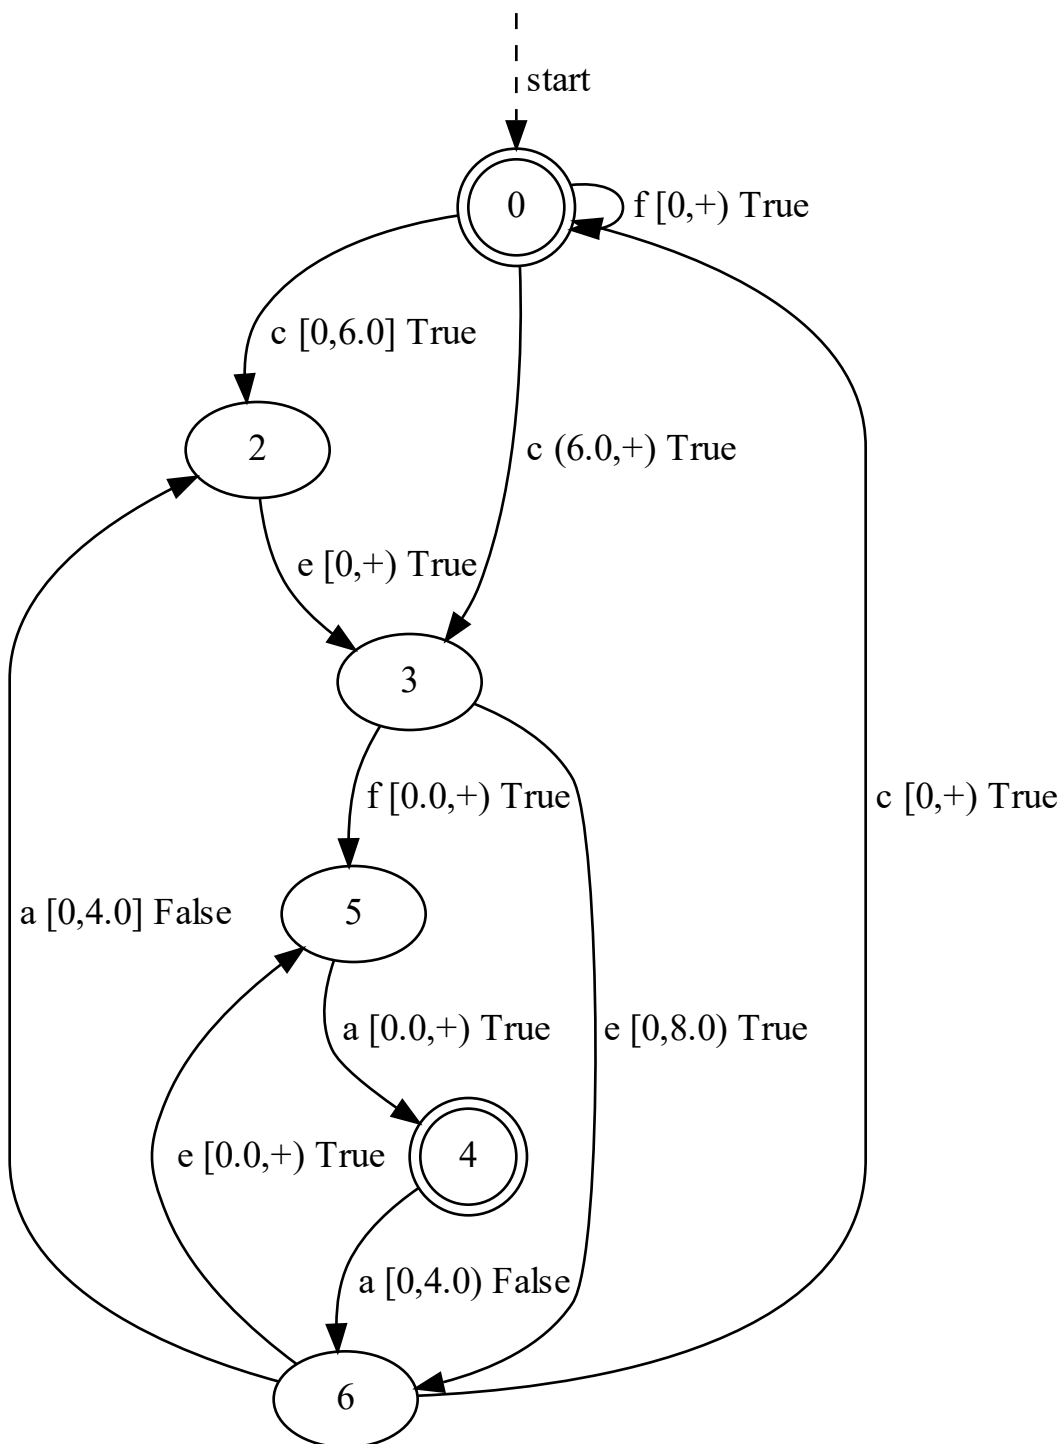 start
0
f [0,+) True
c [0,6.0] True
2
c (6.0,+) True
e [0,+) True
3
f [0.0,+) True
c [0,+) True
5
a [0,4.0] False
a [0.0,+) True
e [0,8.0) True
e [0.0,+) True
4
a [0,4.0) False
6